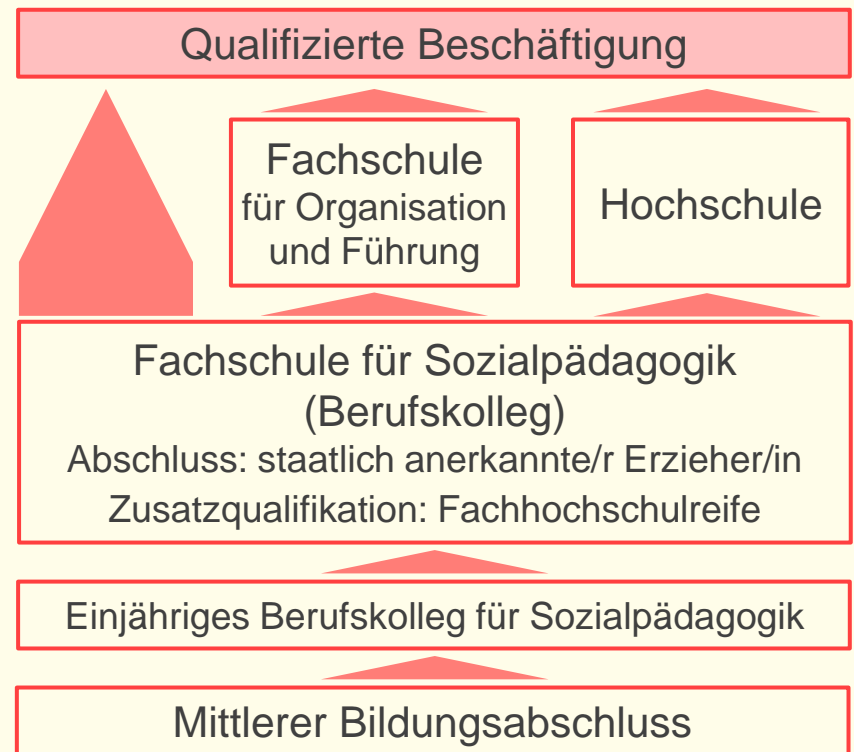 Qualifizierte Beschäftigung
Fachschule
für Organisation
und Führung
Hochschule
Fachschule für Sozialpädagogik
(Berufskolleg)
Abschluss: staatlich anerkannte/r Erzieher/in
Zusatzqualifikation: Fachhochschulreife
Einjähriges Berufskolleg für Sozialpädagogik
Mittlerer Bildungsabschluss